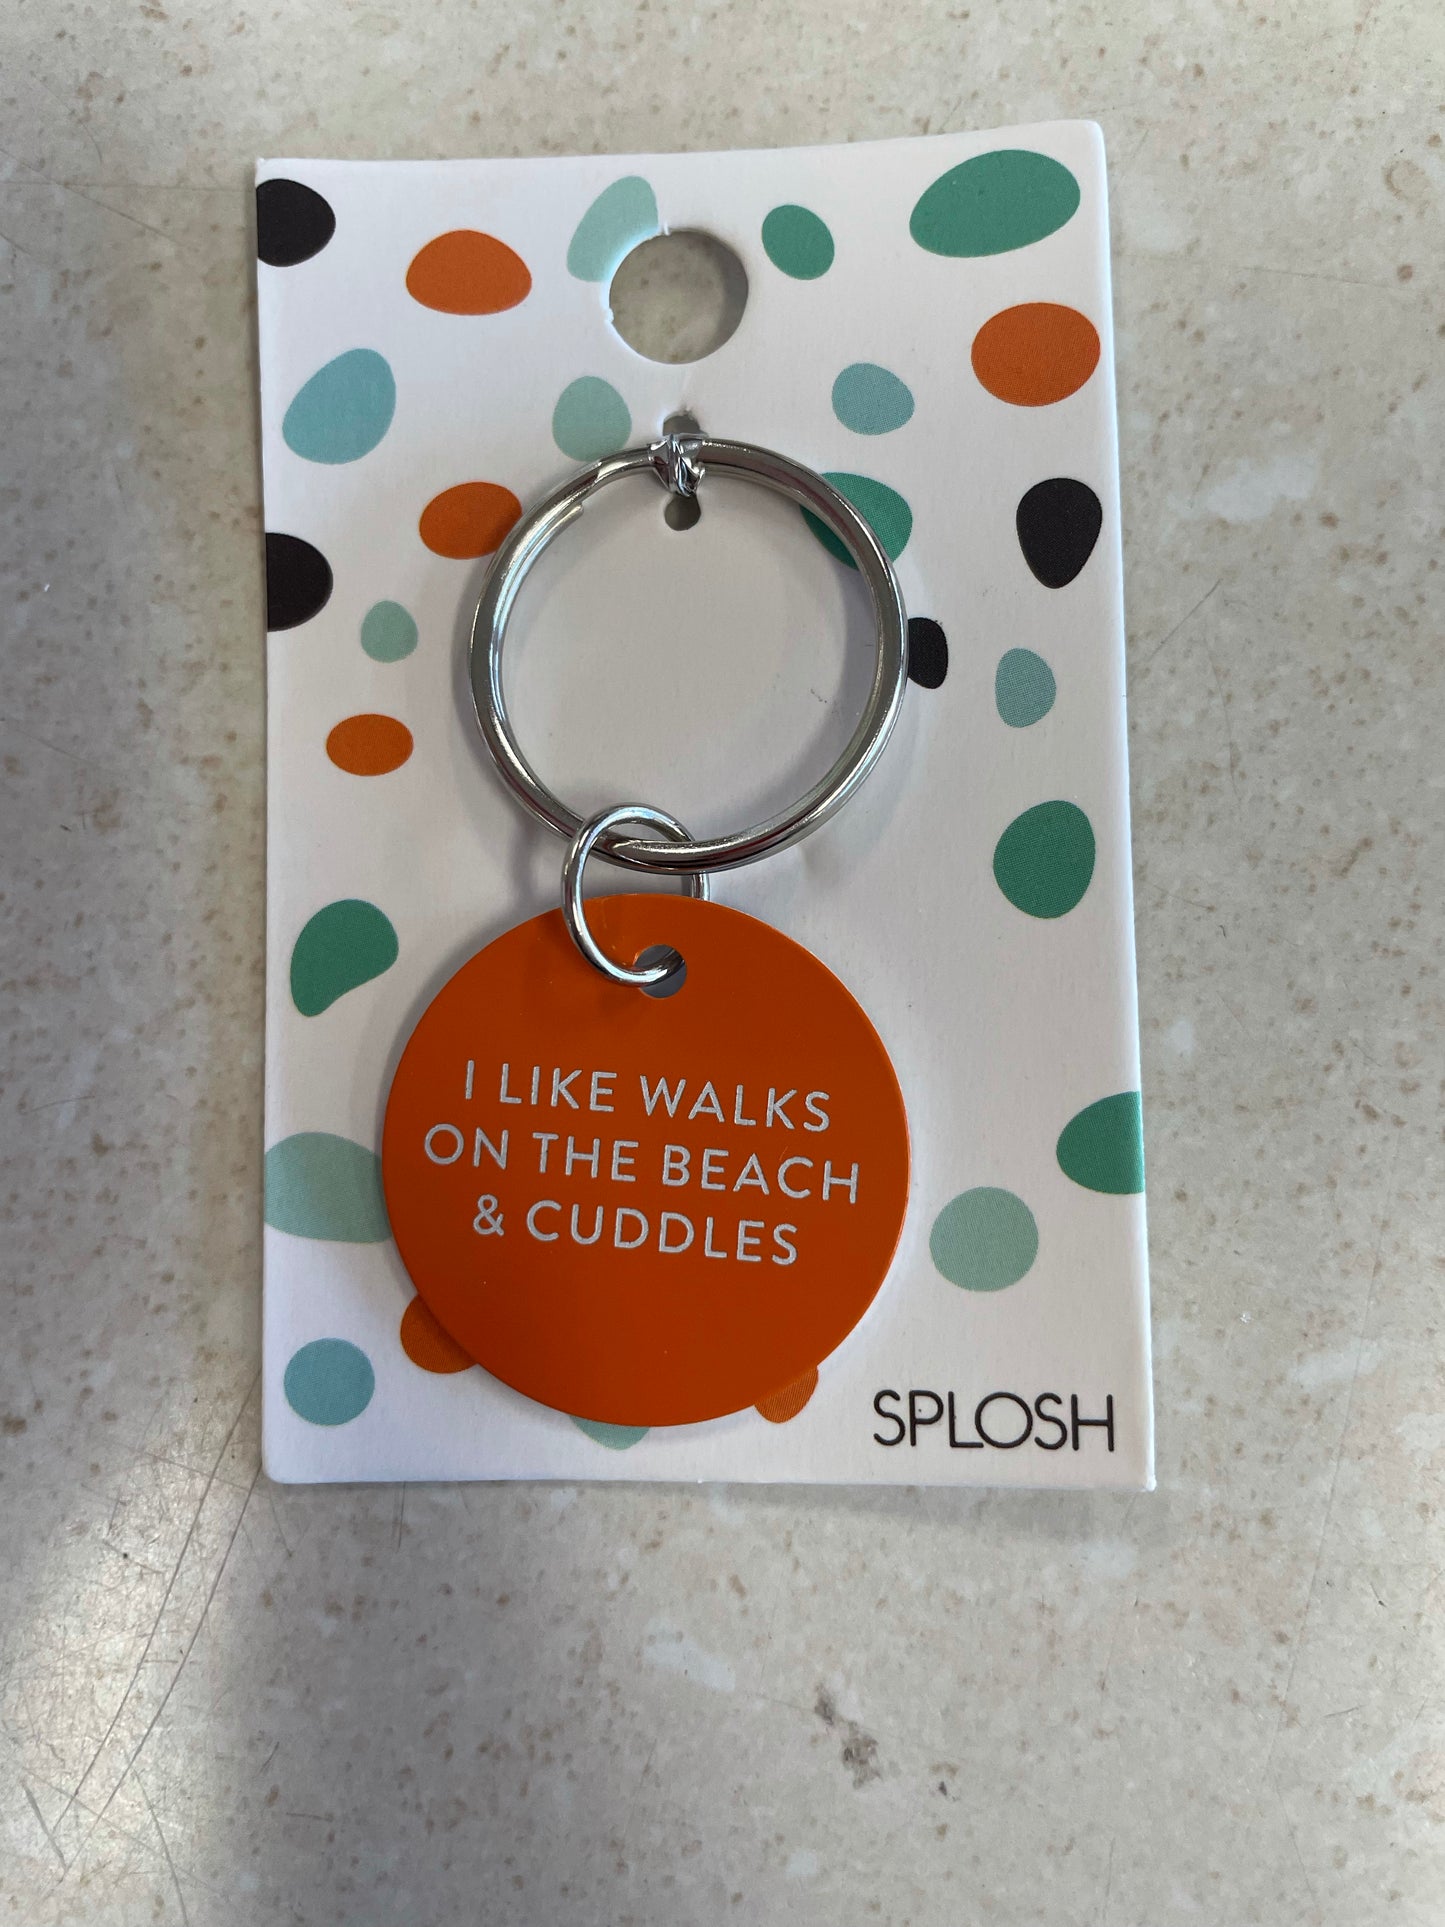 I LIKE WALKS
ON THE BEACH
& CUDDLES
SPLOSH